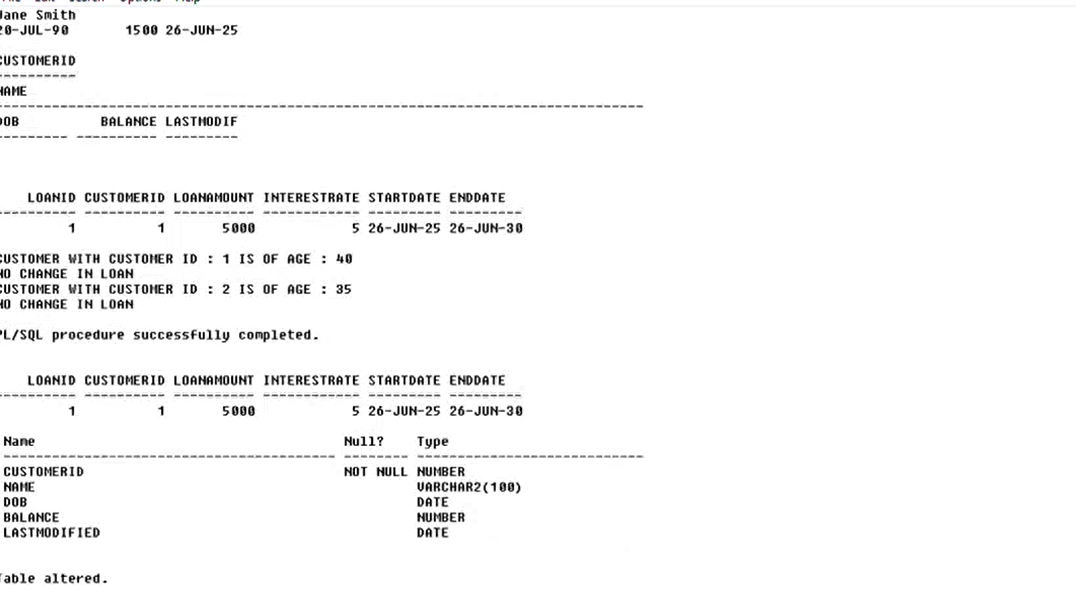 Jane Smith
20-JUL-90 1500 26-JUN-25
CUSTOMERID
----------
NAME
--------------------------------------------------------------------------------
DOB BALANCE LASTMODIF
--------- ---------- ---------
LOANID CUSTOMERID LOANAMOUNT INTERESTRATE STARTDATE ENDDATE
---------- ---------- ---------- ------------ --------- ---------
1 1 5000 5 26-JUN-25 26-JUN-30
CUSTOMER WITH CUSTOMER ID : 1 IS OF AGE : 40
NO CHANGE IN LOAN
CUSTOMER WITH CUSTOMER ID : 2 IS OF AGE : 35
NO CHANGE IN LOAN
PL/SQL procedure successfully completed.
LOANID CUSTOMERID LOANAMOUNT INTERESTRATE STARTDATE ENDDATE
---------- ---------- ---------- ------------ --------- ---------
1 1 5000 5 26-JUN-25 26-JUN-30
Name Null? Type
----------------------------------------- -------- ----------------------------
CUSTOMERID NOT NULL NUMBER
NAME VARCHAR2(100)
DOB DATE
BALANCE NUMBER
LASTMODIFIED DATE
Table altered.